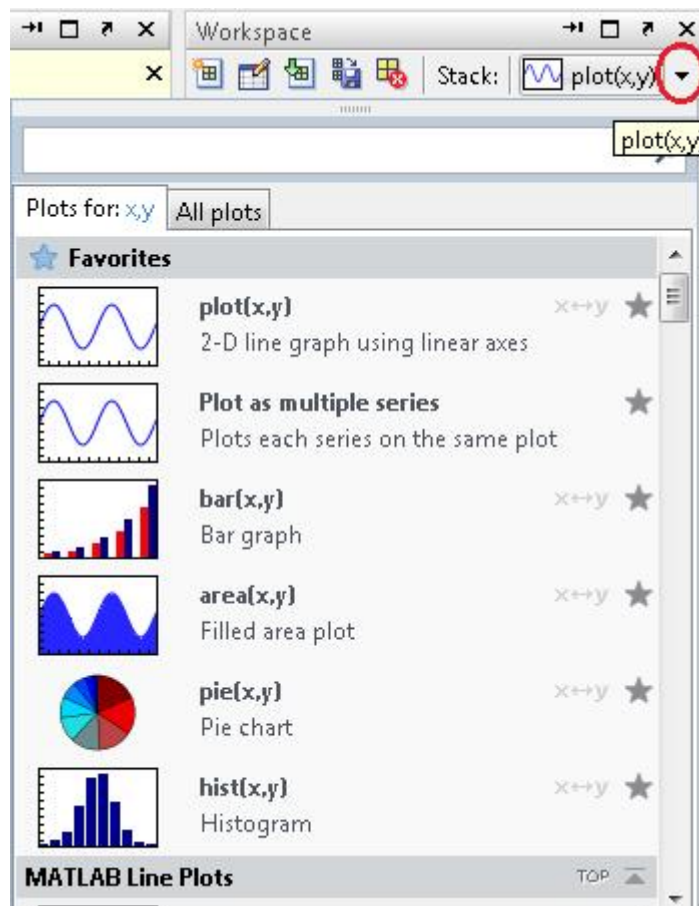 Workspace
Stack: plot(x,y)
plot(x,y
Plots for: x,y All plots
Favorites
plot(x,y) x↔y
2-D line graph using linear axes
Plot as multiple series
Plots each series on the same plot
bar(x,y) x↔y
Bar graph
area(x,y) x↔y
Filled area plot
pie(x,y) x↔y
Pie chart
hist(x,y) x↔y
Histogram
MATLAB Line Plots TOP